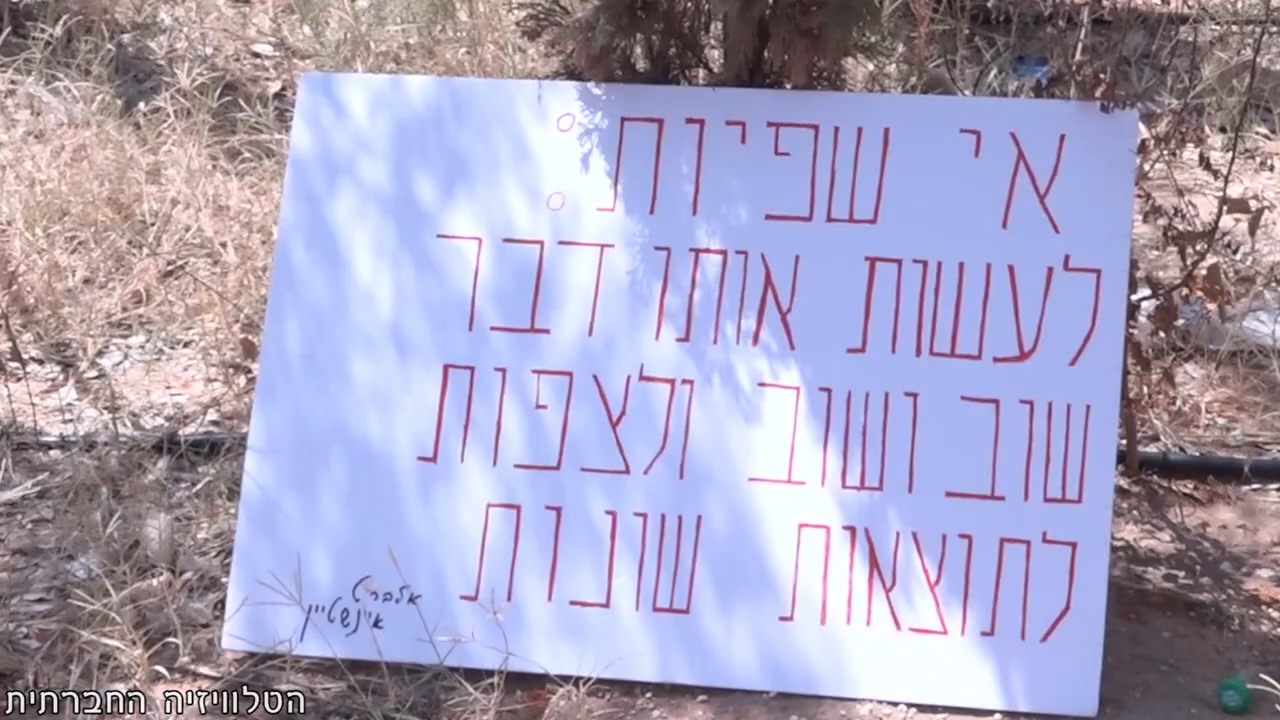 אי שפיות:
לעשות אותו דבר
שוב ושוב ולצפות
לתוצאות שונות
אלברט
איינשטיין
הטלוויזיה החברתית